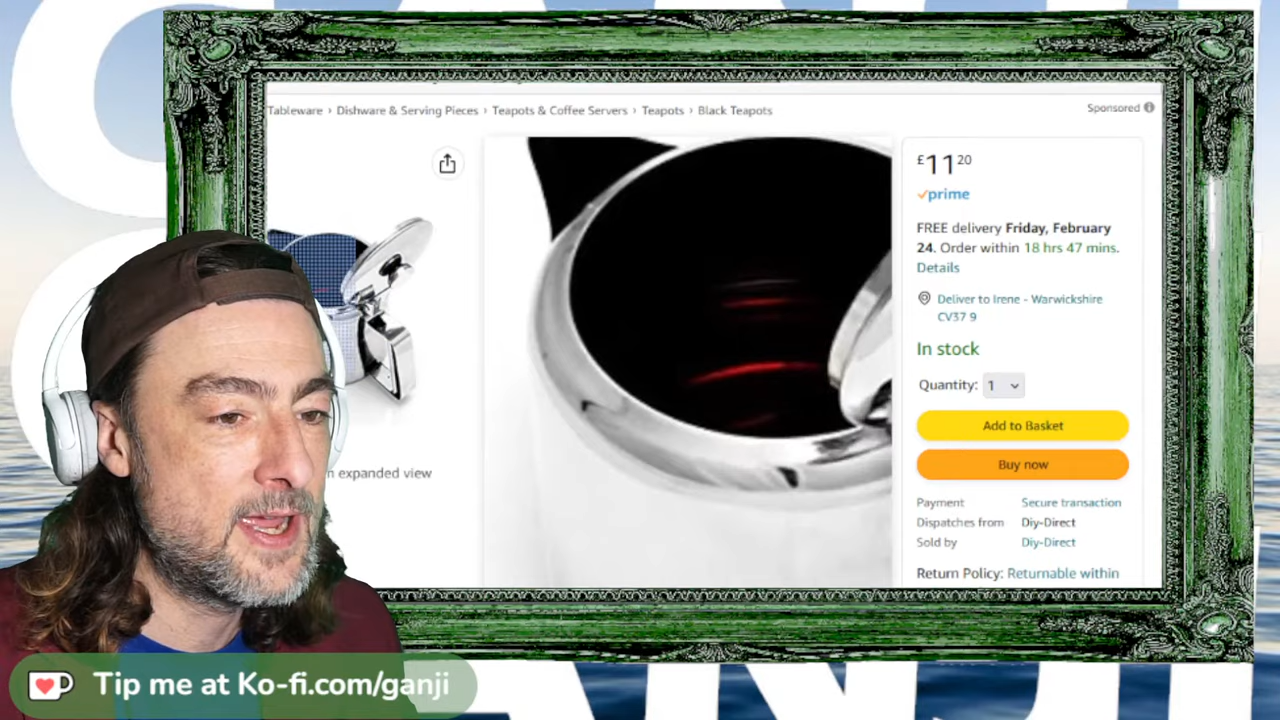 Tableware › Dishware & Serving Pieces › Teapots & Coffee Servers › Teapots › Black Teapots
Sponsored
£11 20
prime
FREE delivery Friday, February
24. Order within 18 hrs 47 mins.
Details
Deliver to Irene - Warwickshire
CV37 9
In stock
Quantity: 1
Add to Basket
Buy now
Payment Secure transaction
Dispatches from Diy-Direct
Sold by Diy-Direct
Return Policy: Returnable within
expanded view
Tip me at Ko-fi.com/ganji